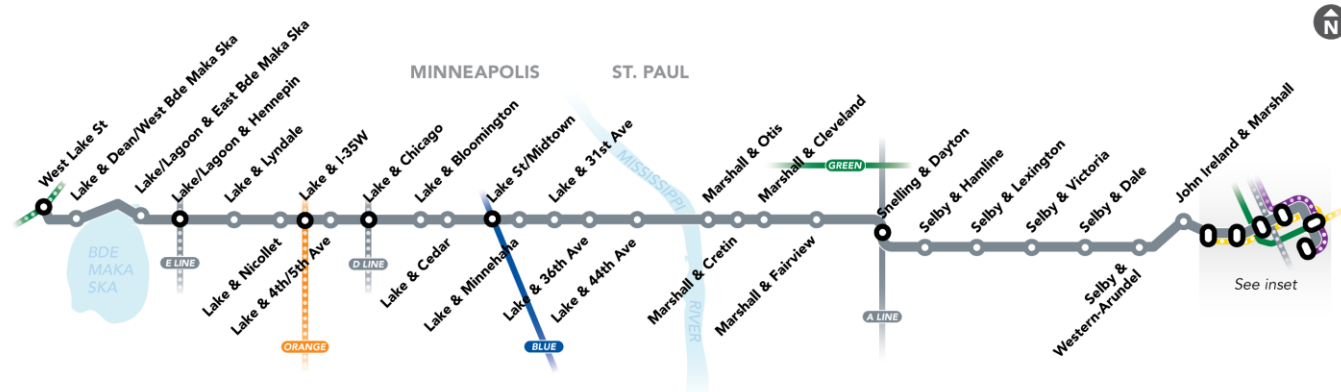 N
MINNEAPOLIS
ST. PAUL
West Lake St
Lake & Dean/West Bde Maka Ska
Lake/Lagoon & East Bde Maka Ska
Lake/Lagoon & Hennepin
Lake & Lyndale
Lake & Nicollet
Lake & I-35W
Lake & 4th/5th Ave
Lake & Chicago
Lake & Bloomington
Lake & Cedar
Lake St/Midtown
Lake & Minnehaha
Lake & 31st Ave
Lake & 36th Ave
Lake & 44th Ave
Marshall & Otis
Marshall & Cretin
Marshall & Cleveland
Marshall & Fairview
Snelling & Dayton
Selby & Hamline
Selby & Lexington
Selby & Victoria
Selby & Dale
Selby &
Western-Arundel
John Ireland & Marshall
BDE
MAKA
SKA
E LINE
ORANGE
D LINE
BLUE
MISSISSIPPI
RIVER
GREEN
A LINE
See inset